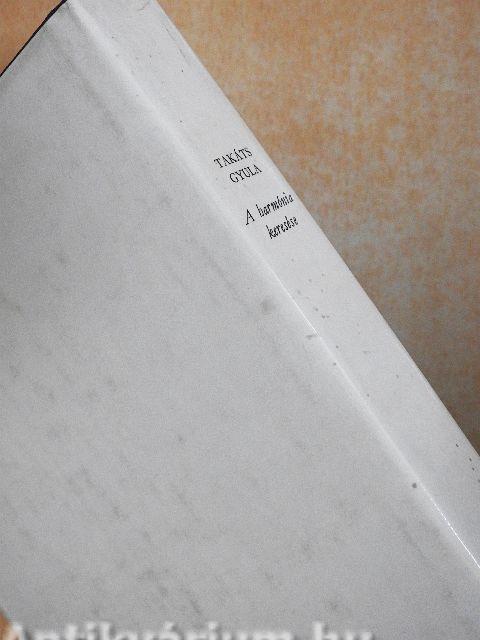 TAKÁTS
GYULA
A harmónia
keresése
Antikvárium.hu